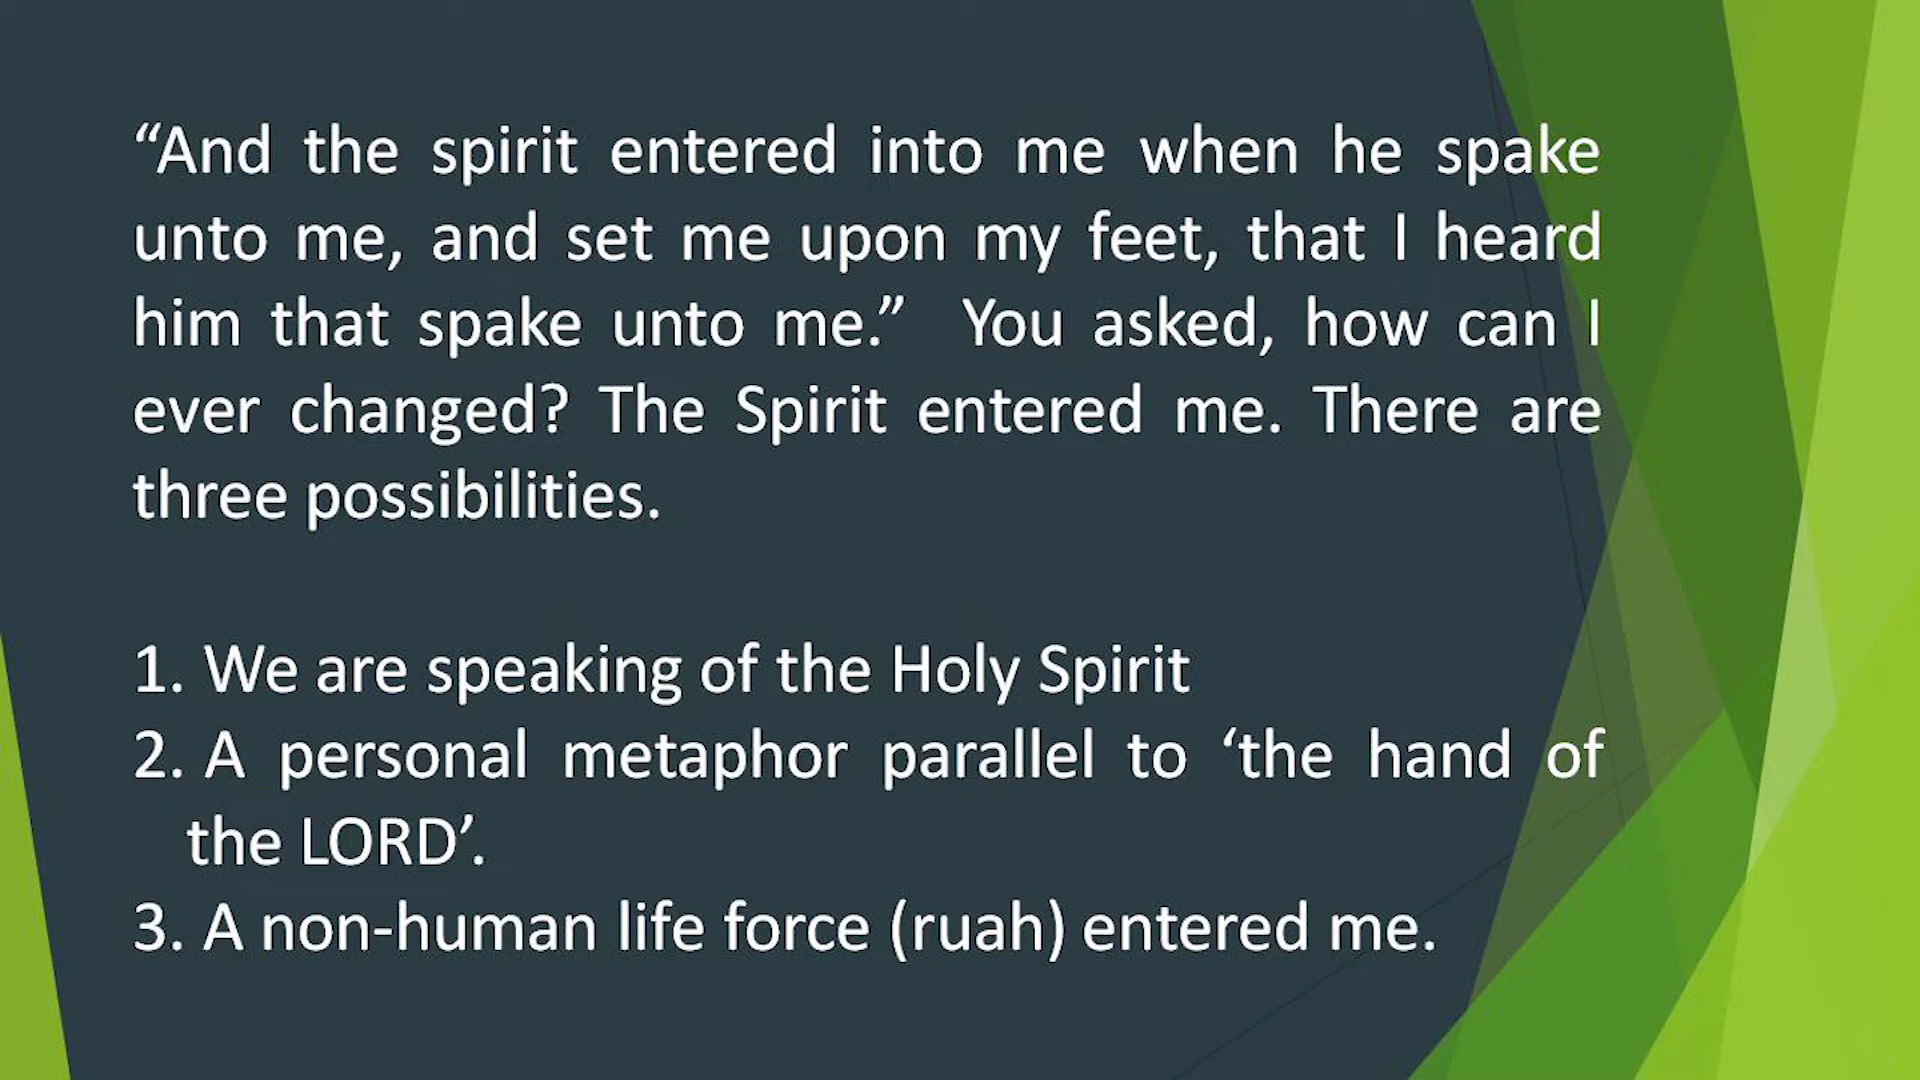 “And the spirit entered into me when he spake
unto me, and set me upon my feet, that I heard
him that spake unto me.” You asked, how can I
ever changed? The Spirit entered me. There are
three possibilities.
1. We are speaking of the Holy Spirit
2. A personal metaphor parallel to ‘the hand of
the LORD’.
3. A non-human life force (ruah) entered me.